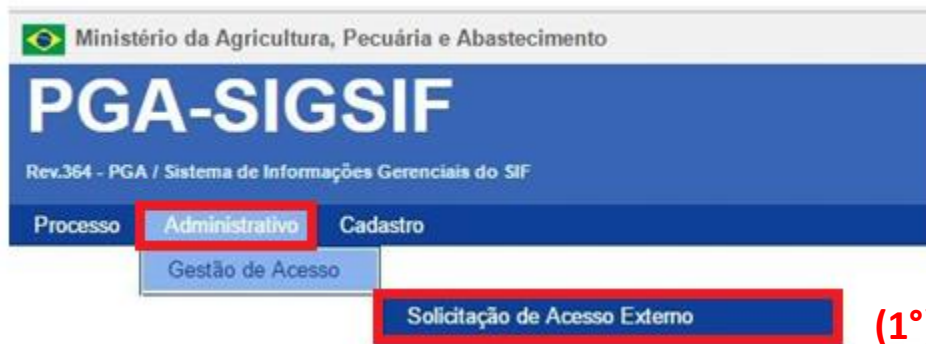 Ministério da Agricultura, Pecuária e Abastecimento
PGA-SIGSIF
Rev.364 - PGA / Sistema de Informações Gerenciais do SIF
Processo Administrativo Cadastro
Gestão de Acesso
Solicitação de Acesso Externo (1°